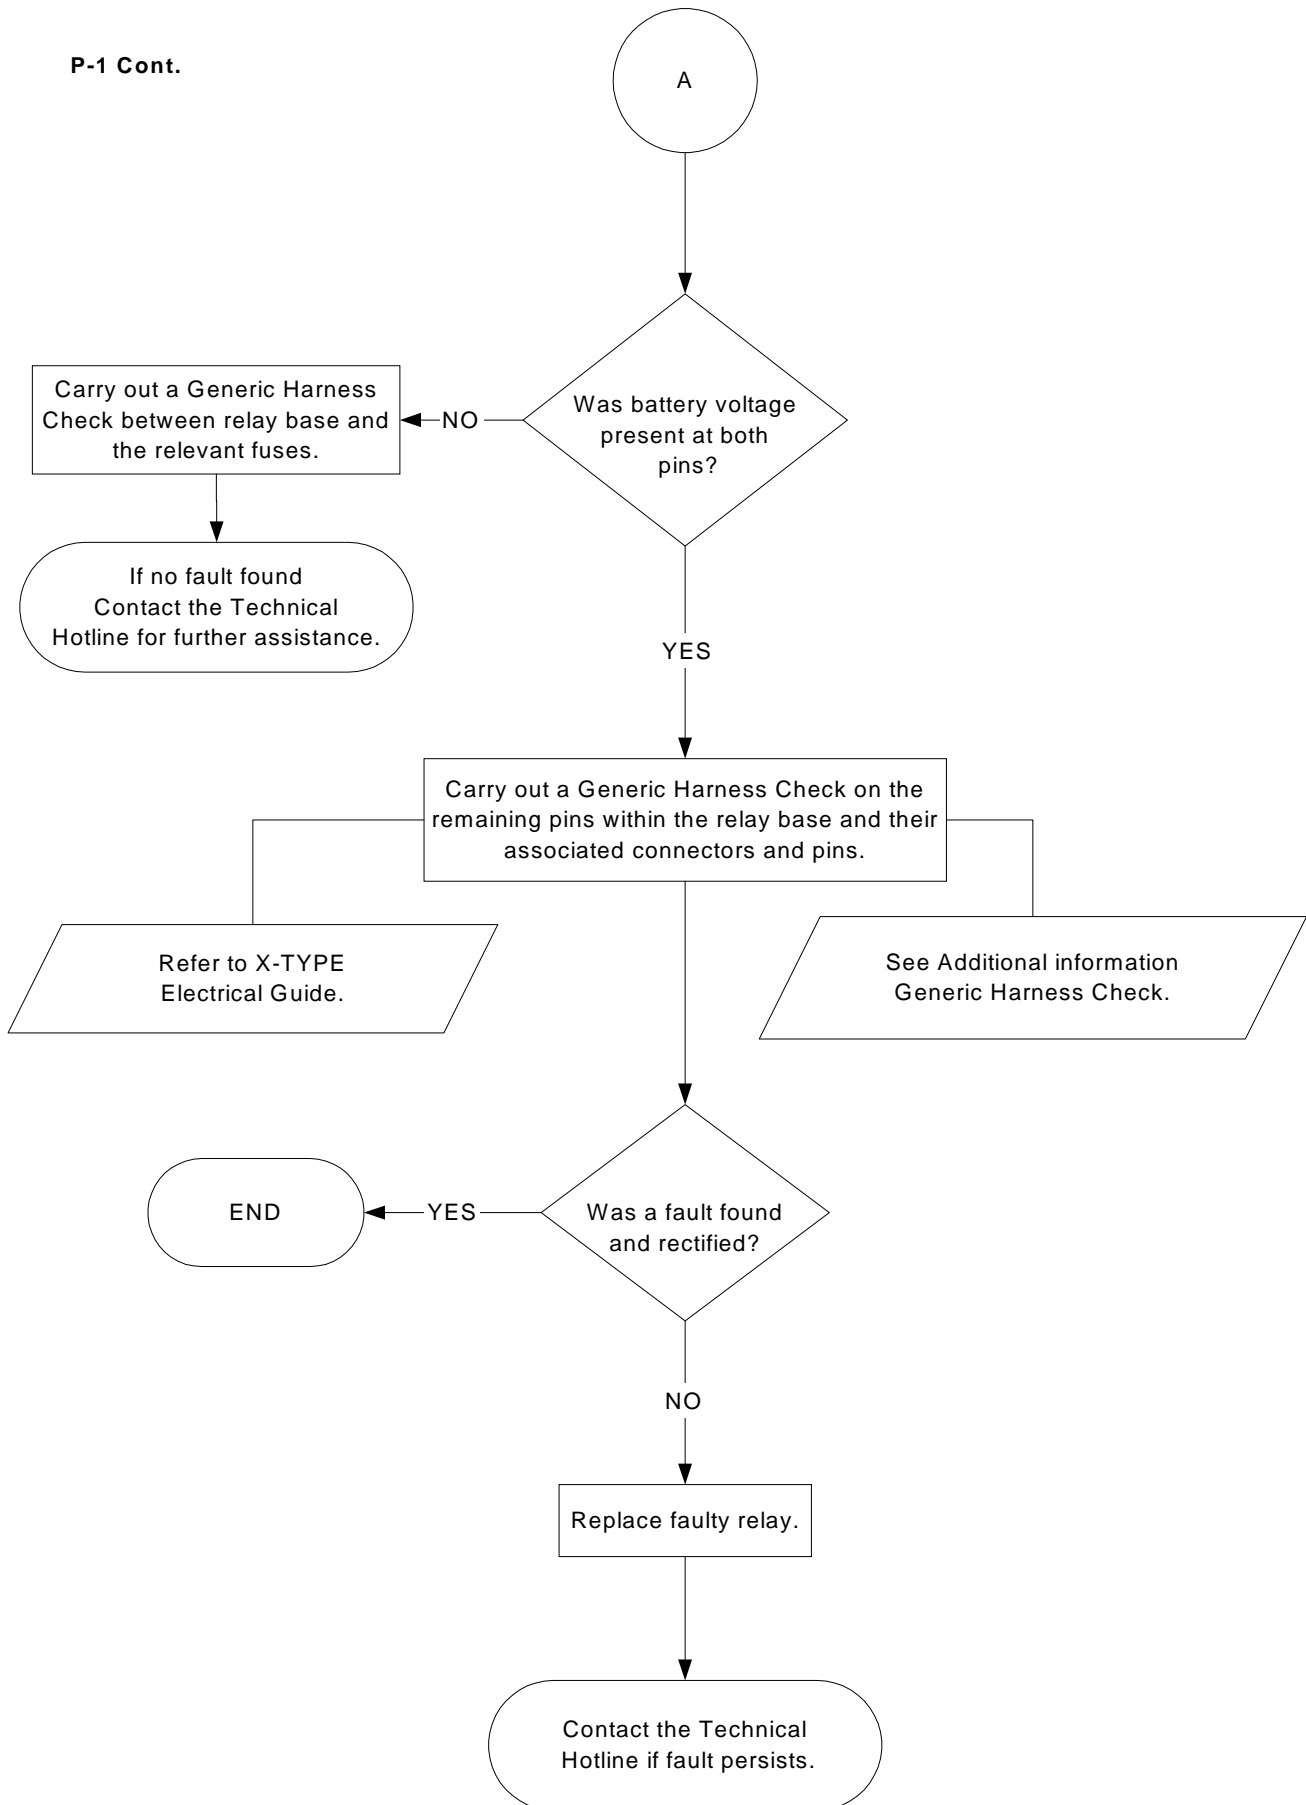 P-1 Cont.
A
Was battery voltage
present at both
pins?
NO
Carry out a Generic Harness
Check between relay base and
the relevant fuses.
If no fault found
Contact the Technical
Hotline for further assistance.
YES
Carry out a Generic Harness Check on the
remaining pins within the relay base and their
associated connectors and pins.
Refer to X-TYPE
Electrical Guide.
See Additional information
Generic Harness Check.
Was a fault found
and rectified?
YES
END
NO
Replace faulty relay.
Contact the Technical
Hotline if fault persists.